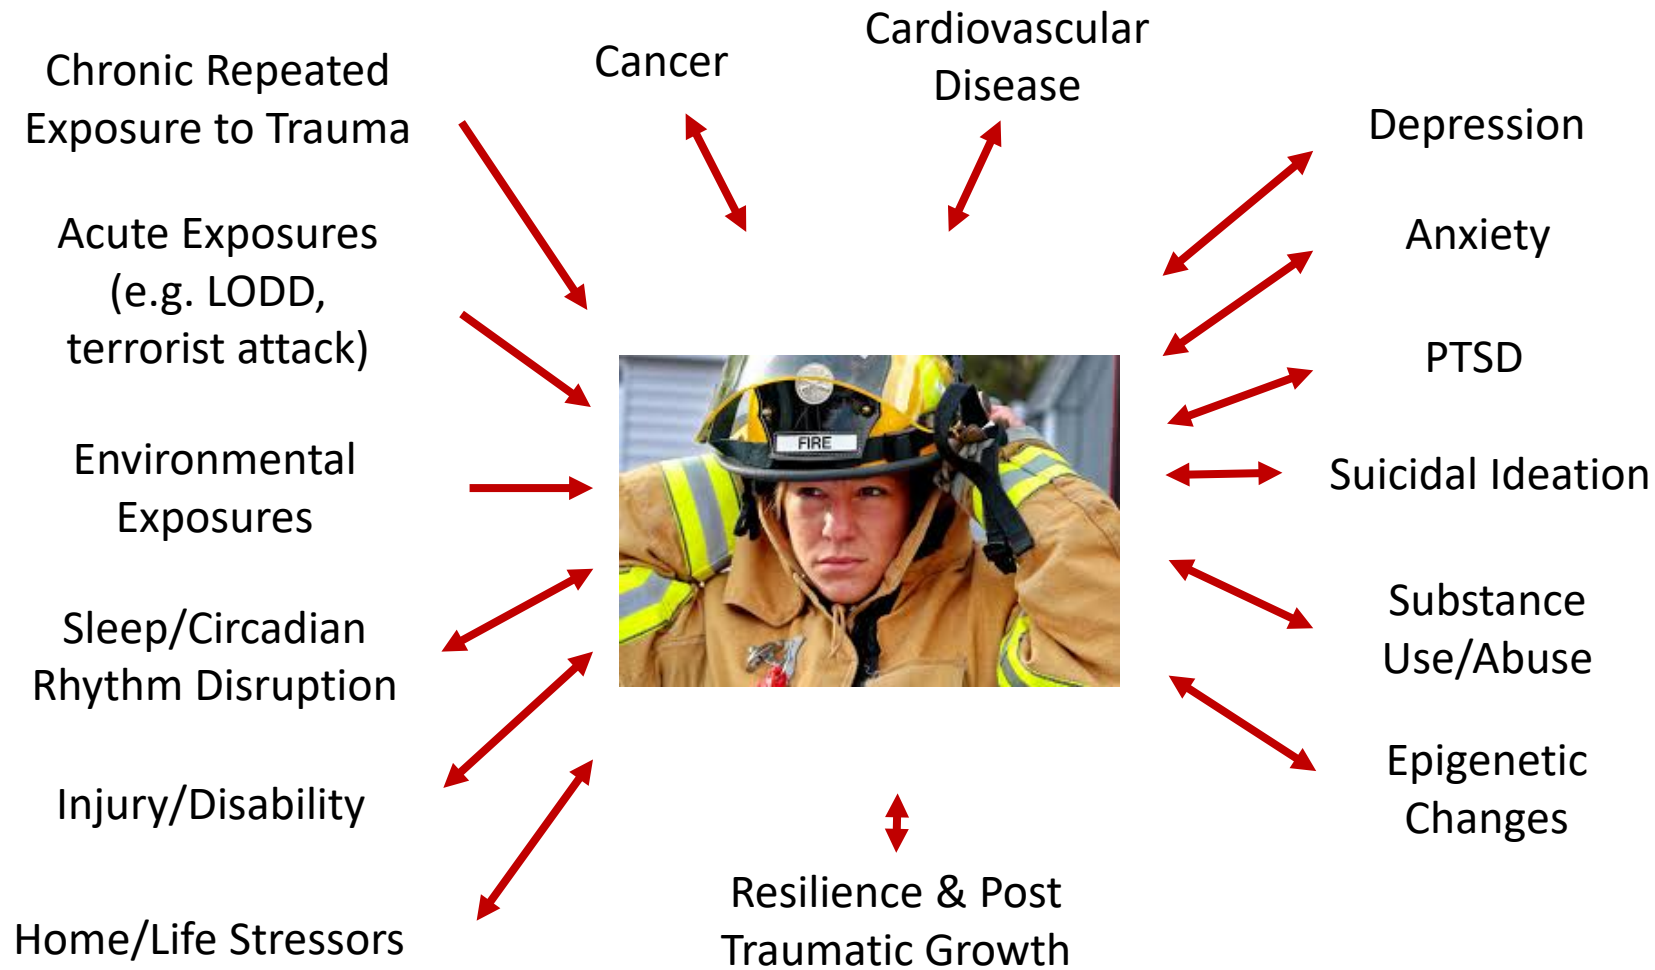 Chronic Repeated
Exposure to Trauma
Cancer
Cardiovascular
Disease
Depression
Acute Exposures
(e.g. LODD,
terrorist attack)
Anxiety
PTSD
Environmental
Exposures
FIRE
Suicidal Ideation
Sleep/Circadian
Rhythm Disruption
Substance
Use/Abuse
Injury/Disability
Epigenetic
Changes
Home/Life Stressors
Resilience & Post
Traumatic Growth